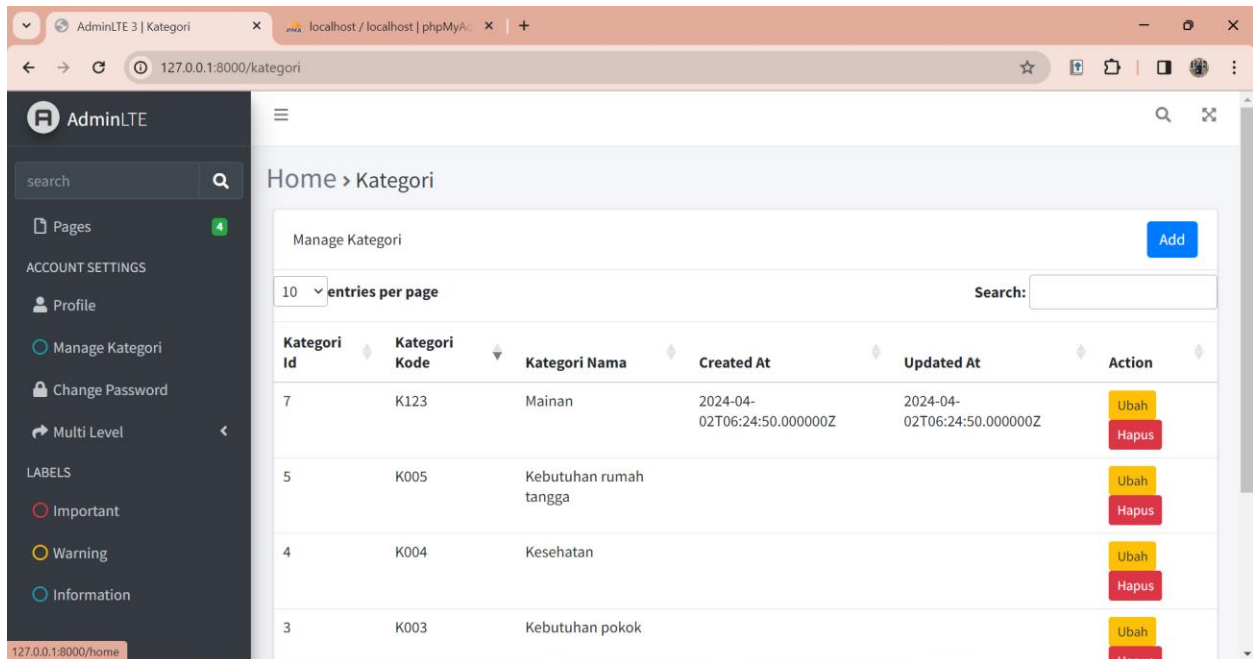 AdminLTE 3 | Kategori
localhost / localhost | phpMyAd
127.0.0.1:8000/kategori
AdminLTE
search
Pages 4
ACCOUNT SETTINGS
Profile
Manage Kategori
Change Password
Multi Level
LABELS
Important
Warning
Information
127.0.0.1:8000/home
Home › Kategori
Manage Kategori Add
10 entries per page Search:
Kategori Id Kategori Kode Kategori Nama Created At Updated At Action
7 K123 Mainan 2024-04-02T06:24:50.000000Z 2024-04-02T06:24:50.000000Z Ubah Hapus
5 K005 Kebutuhan rumah tangga Ubah Hapus
4 K004 Kesehatan Ubah Hapus
3 K003 Kebutuhan pokok Ubah